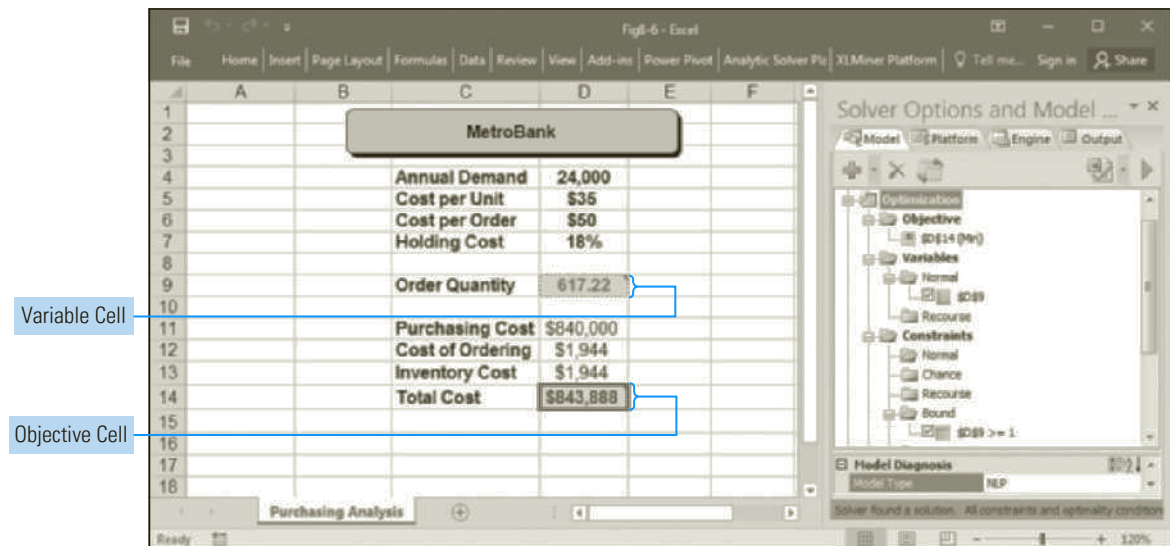 Fig8-6 - Excel
File Home Insert Page Layout Formulas Data Review View Add-ins Power Pivot Analytic Solver Pla XLMiner Platform Tell me... Sign in Share
A B C D E F
1
2 MetroBank
3
4 Annual Demand 24,000
5 Cost per Unit $35
6 Cost per Order $50
7 Holding Cost 18%
8
9 Order Quantity 617.22
10
11 Purchasing Cost $840,000
12 Cost of Ordering $1,944
13 Inventory Cost $1,944
14 Total Cost $843,888
15
16
17
18
Variable Cell
Objective Cell
Purchasing Analysis
Ready
Solver Options and Model ...
Model Platform Engine Output
Optimization
Objective
$D$14 (Min)
Variables
Normal
$D$9
Recourse
Constraints
Normal
Chance
Recourse
Bound
$D$9 >= 1
Model Diagnosis
Model Type NLP
Solver found a solution. All constraints and optimality condition
120%